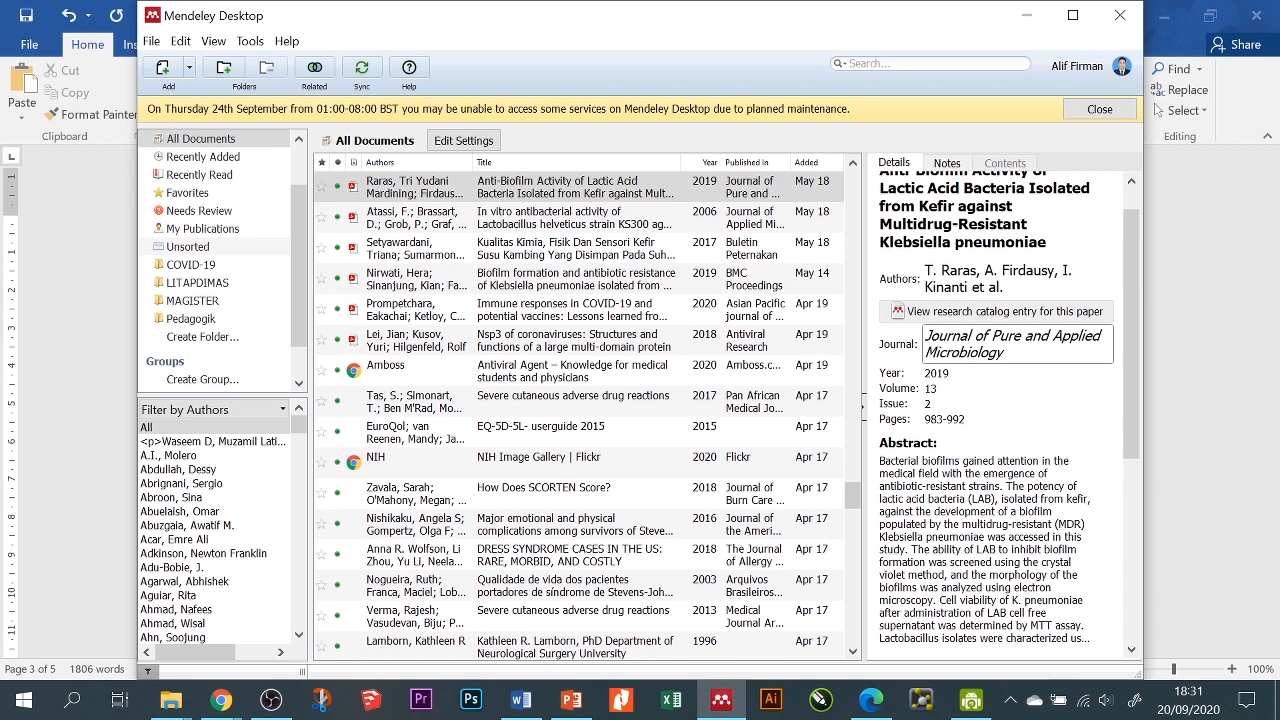 Mendeley Desktop
File Edit View Tools Help
File Home Ins
Share
Cut
Copy
Paste
Format Painter
Clipboard
Find
Replace
Select
Editing
Add
Folders
Related
Sync
Help
Search...
Alif Firman
On Thursday 24th September from 01:00-08:00 BST you may be unable to access some services on Mendeley Desktop due to planned maintenance.
Close
All Documents
Recently Added
Recently Read
Favorites
Needs Review
My Publications
Unsorted
COVID-19
LITAPDIMAS
MAGISTER
Pedagogik
Create Folder...
Groups
Create Group...
Filter by Authors
All
<p>Waseem D, Muzamil Lati...
A.I., Molero
Abdullah, Dessy
Abrignani, Sergio
Abroon, Sina
Abuelaish, Omar
Abuzgaia, Awatif M.
Acar, Emre Ali
Adkinson, Newton Franklin
Adu-Bobie, J.
Agarwal, Abhishek
Agular, Rita
Ahmad, Nafees
Ahmad, Wisal
Ahn, Soojung
All Documents Edit Settings
Authors Title Year Published In Added
Raras, Tri Yudani Anti-Biofilm Activity of Lactic Acid 2019 Journal of May 18
Mardining; Firdaus... Bacteria Isolated from Kefir against Mult... Pure and ...
Atassi, F.; Brassart, In vitro antibacterial activity of 2006 Journal of May 18
D.; Grob, P.; Graf, ... Lactobacillus helveticus strain KS300 ag... Applied Mi...
Setyawardani, Kualitas Kimia, Fisik Dan Sensori Kefir 2017 Buletin May 18
Triana; Sumarmon... Susu Kambing Yang Disimpan Pada Suh... Peternakan
Nirwati, Hera; Biofilm formation and antibiotic resistance 2019 BMC May 14
Sinanjung, Kian; Fa... of Klebsiella pneumoniae isolated from ... Proceedings
Prompetchara, Immune responses in COVID-19 and 2020 Asian Pacific Apr 19
Eakachai; Ketloy, C... potential vaccines: Lessons learned fro... journal of ...
Lei, Jian; Kusov, Nsp3 of coronaviruses: Structures and 2018 Antiviral Apr 19
Yuri; Hilgenfeld, Rolf functions of a large multi-domain protein Research
Amboss Antiviral Agent – Knowledge for medical Amboss.c... Apr 17
students and physicians
Tas, S.; Simonart, Severe cutaneous adverse drug reactions 2017 Pan African Apr 17
T.; Ben M'Rad, Mo... Medical Jo...
EuroQol; van EQ-5D-5L- userguide 2015 2015 Apr 17
Reenen, Mandy; Ja...
NIH NIH Image Gallery | Flickr 2020 Flickr Apr 17
Zavala, Sarah; How Does SCORTEN Score? 2018 Journal of Apr 17
O'Mahony, Megan; ... Burn Care ...
Nishikaku, Angela S; Major emotional and physical 2016 Journal of Apr 17
Gompertz, Olga F; ... complications among survivors of Steve... the Ameri...
Anna R. Wolfson, Li DRESS SYNDROME CASES IN THE US: 2018 The Journal Apr 17
Zhou, Yu Li, Neela... RARE, MORBID, AND COSTLY of Allergy ...
Nogueira, Ruth; Qualidade de vida dos pacientes 2003 Arquivos Apr 17
Franca, Maciel; Lob... portadores de síndrome de Stevens-Joh... Brasileiros...
Verma, Rajesh; Severe cutaneous adverse drug reactions 2013 Medical Apr 17
Vasudevan, Biju; P... Journal Ar...
Lamborn, Kathleen R Kathleen R. Lamborn, PhD Department of 1996 Apr 17
Neurological Surgery University
Details Notes Contents
Anti-Biofilm Activity of
Lactic Acid Bacteria Isolated
from Kefir against
Multidrug-Resistant
Klebsiella pneumoniae
Authors: T. Raras, A. Firdausy, I.
Kinanti et al.
View research catalog entry for this paper
Journal: Journal of Pure and Applied
Microbiology
Year: 2019
Volume: 13
Issue: 2
Pages: 983-992
Abstract:
Bacterial biofilms gained attention in the
medical field with the emergence of
antibiotic-resistant strains. The potency of
lactic acid bacteria (LAB), isolated from kefir,
against the development of a biofilm
populated by the multidrug-resistant (MDR)
Klebsiella pneumoniae was accessed in this
study. The ability of LAB to inhibit biofilm
formation was screened using the crystal
violet method, and the morphology of the
biofilms was analyzed using electron
microscopy. Cell viability of K. pneumoniae
after administration of LAB cell free
supernatant was determined by MTT assay.
Lactobacillus isolates were characterized us...
Page 3 of 5 1806 words
100%
18:31
20/09/2020